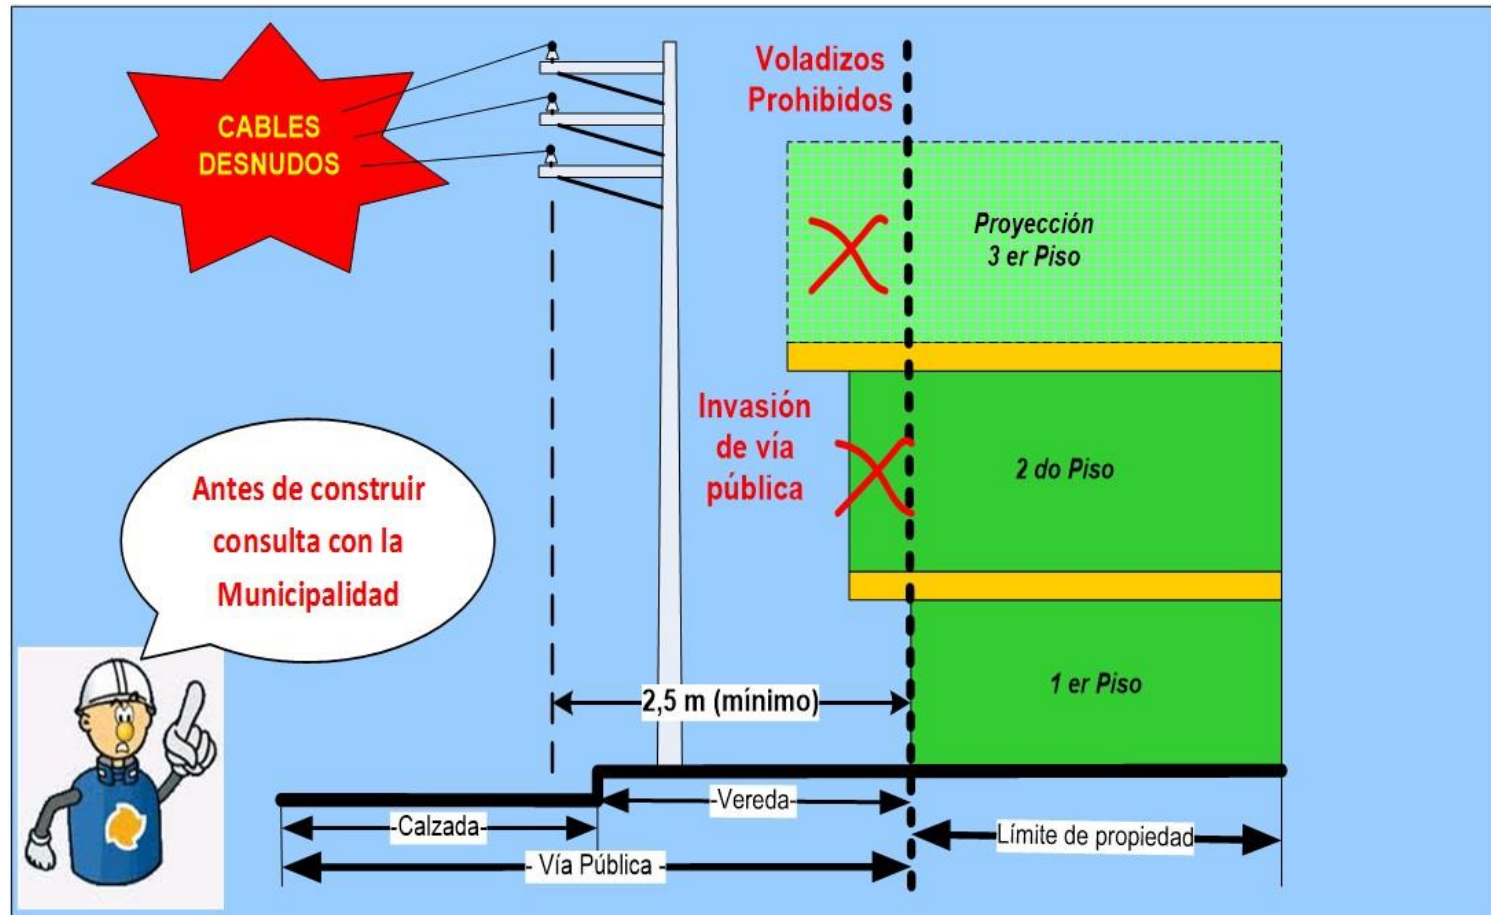 CABLES
DESNUDOS
Voladizos
Prohibidos
Proyección
3 er Piso
Invasión
de vía
pública
2 do Piso
Antes de construir
consulta con la
Municipalidad
1 er Piso
2,5 m (mínimo)
-Vereda-
-Calzada-
Límite de propiedad
- Vía Pública -